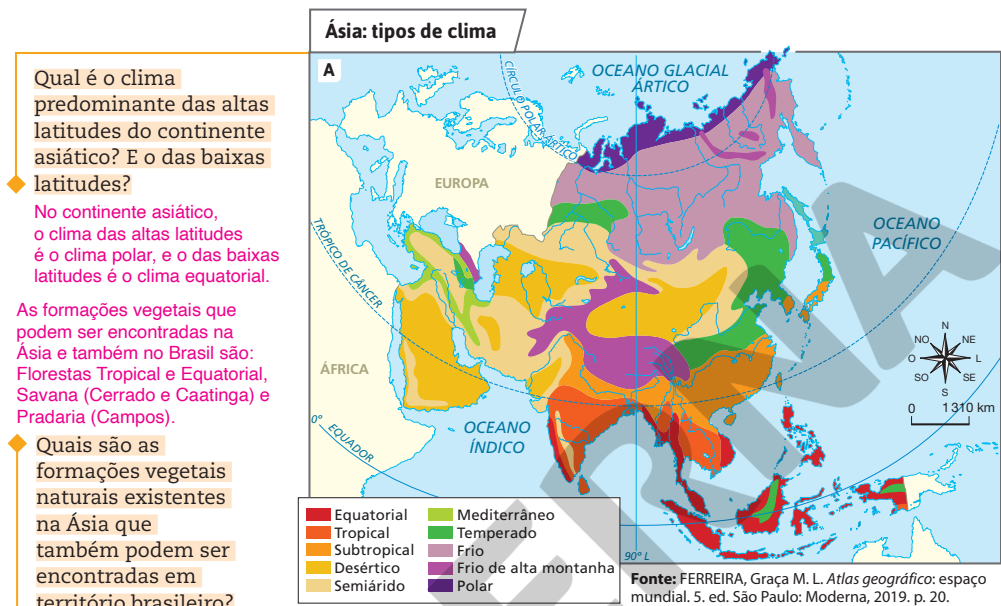 Qual é o clima
predominante das altas
latitudes do continente
asiático? E o das baixas
latitudes?
No continente asiático,
o clima das altas latitudes
é o clima polar, e o das baixas
latitudes é o clima equatorial.
As formações vegetais que
podem ser encontradas na
Ásia e também no Brasil são:
Florestas Tropical e Equatorial,
Savana (Cerrado e Caatinga) e
Pradaria (Campos).
Quais são as
formações vegetais
naturais existentes
na Ásia que
também podem ser
encontradas em
território brasileiro?
Ásia: tipos de clima
A
OCEANO GLACIAL
ÁRTICO
CÍRCULO POLAR ÁRTICO
EUROPA
OCEANO
PACÍFICO
TRÓPICO DE CÂNCER
ÁFRICA
OCEANO
ÍNDICO
0°
EQUADOR
90° L
N
NO
NE
O
L
SO
SE
S
0
1 310 km
Equatorial
Tropical
Subtropical
Desértico
Semiárido
Mediterrâneo
Temperado
Frio
Frio de alta montanha
Polar
Fonte: FERREIRA, Graça M. L. Atlas geográfico: espaço
mundial. 5. ed. São Paulo: Moderna, 2019. p. 20.
ERNA